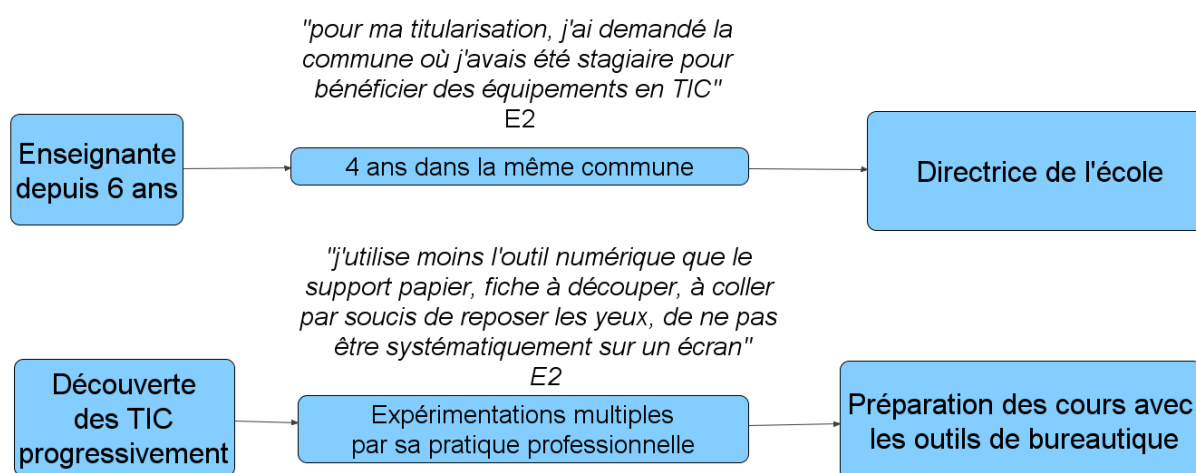 "pour ma titularisation, j'ai demandé la
commune où j'avais été stagiaire pour
bénéficier des équipements en TIC"
E2
Enseignante
depuis 6 ans
4 ans dans la même commune
Directrice de l'école
"j'utilise moins l'outil numérique que le
support papier, fiche à découper, à coller
par soucis de reposer les yeux, de ne pas
être systématiquement sur un écran"
E2
Découverte
des TIC
progressivement
Expérimentations multiples
par sa pratique professionnelle
Préparation des cours avec
les outils de bureautique